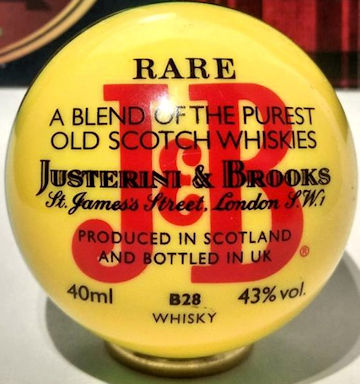 RARE
J&B
A BLEND OF THE PUREST
OLD SCOTCH WHISKIES
JUSTERINI & BROOKS
St. James's Street, London S.W.1
PRODUCED IN SCOTLAND
AND BOTTLED IN UK
®
40ml B28 43% vol.
WHISKY